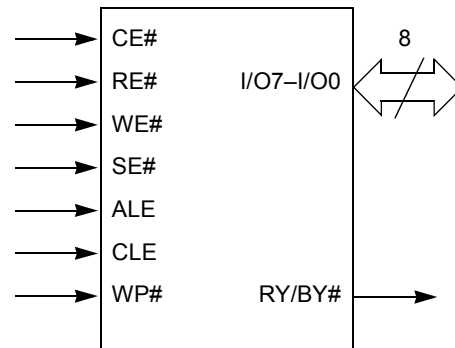 CE#
8
RE#
I/O7–I/O0
WE#
SE#
ALE
CLE
WP#
RY/BY#